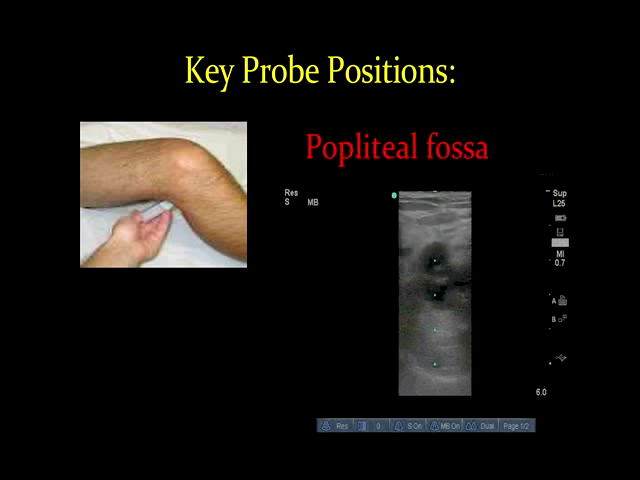 Key Probe Positions:
Popliteal fossa
Res
S MB
Sup
L25
MI
0.7
A
B
6.0
Res 0 S On MB On Dual Page 1/2